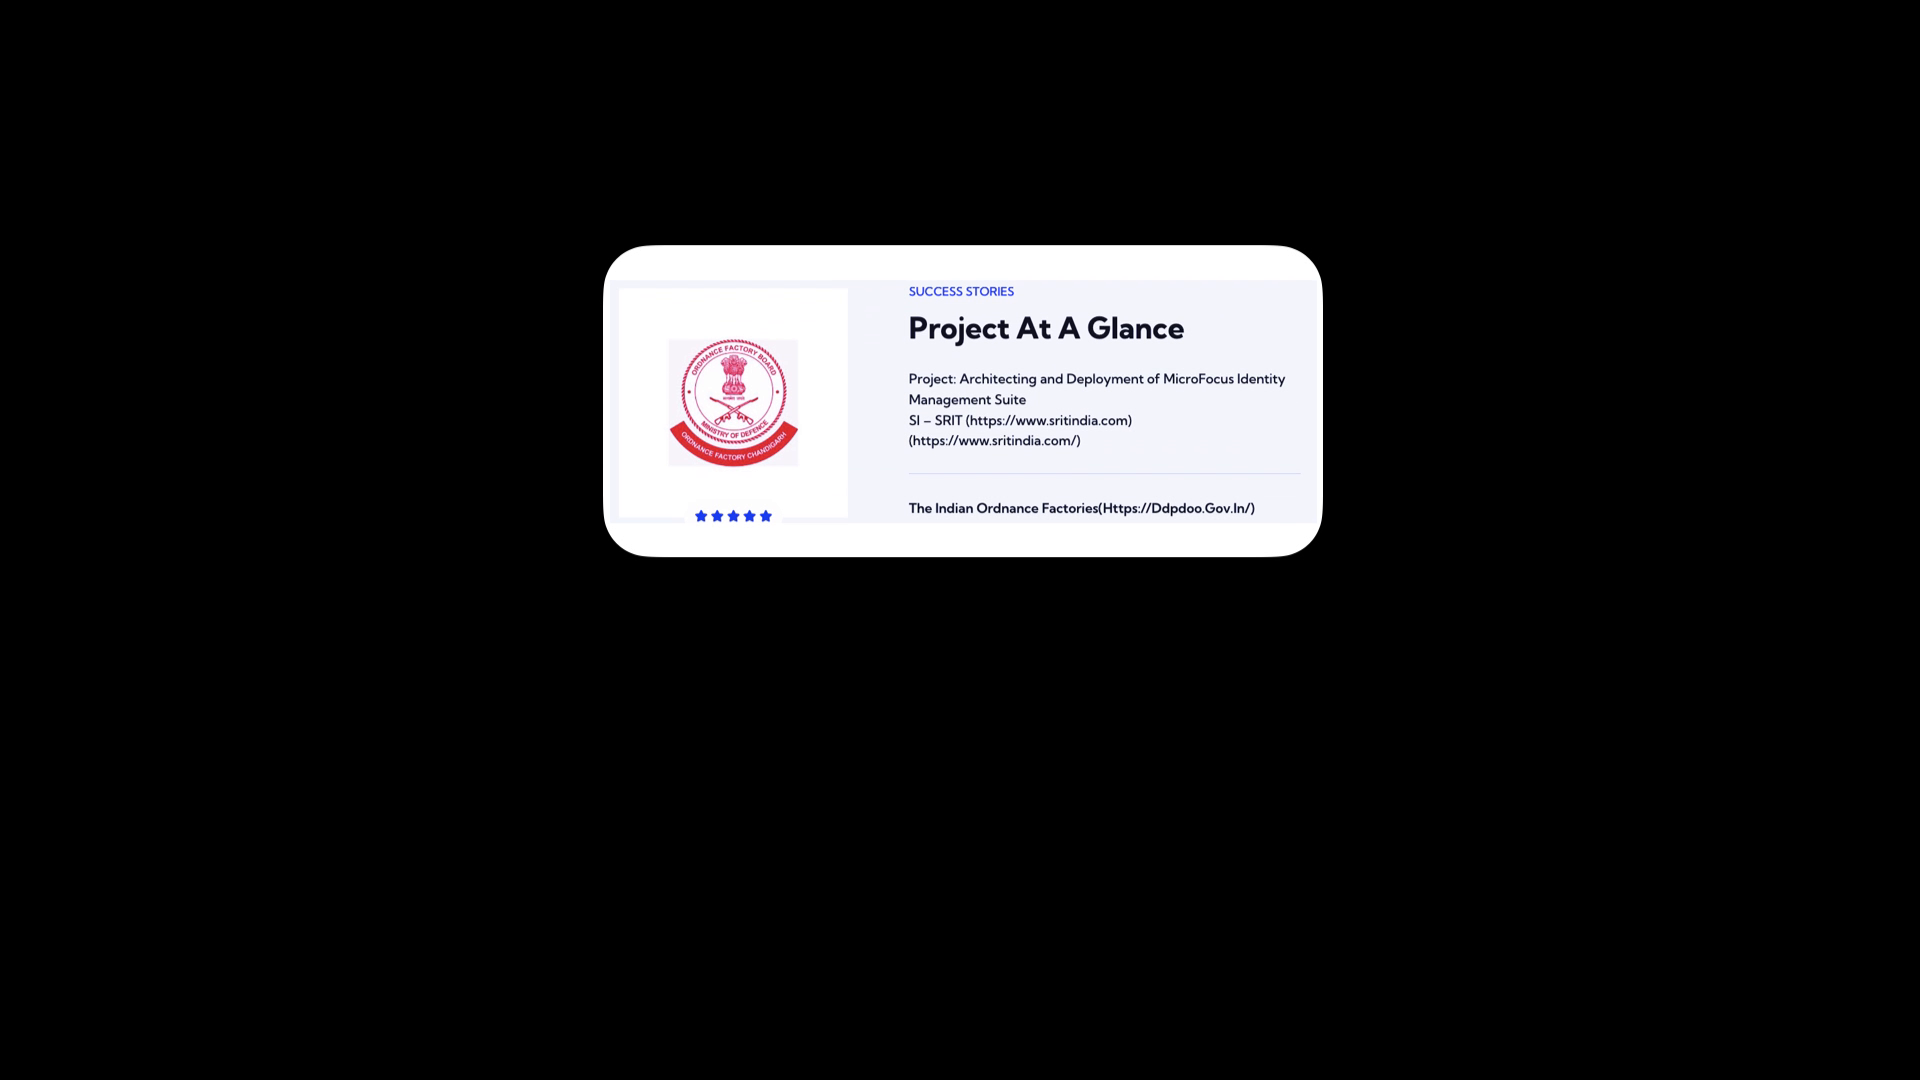 ORDNANCE FACTORY BOARD
MINISTRY OF DEFENCE
ORDNANCE FACTORY CHANDIGARH
SUCCESS STORIES
Project At A Glance
Project: Architecting and Deployment of MicroFocus Identity
Management Suite
SI – SRIT (https://www.sritindia.com)
(https://www.sritindia.com/)
The Indian Ordnance Factories(Https://Ddpdoo.Gov.In/)